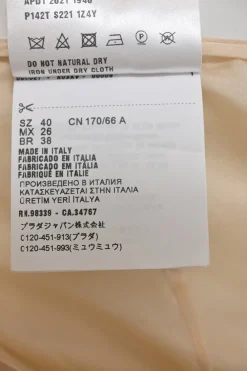 P142T S221 1Z4Y
DO NOT NATURAL DRY
IRON UNDER DRY CLOTH
SZ 40 CN 170/66 A
MX 26
BR 38
MADE IN ITALY
FABRICADO EN ITALIA
FABRICADO EM ITÁLIA
FABRIQUÉ EN ITALIE
ПРОИЗВЕДЕНО В ИТАЛИЯ
ΚΑΤΑΣΚΕΥΑΖΕΤΑΙ ΣΤΗΝ ΙΤΑΛΙΑ
ÜRETİM YERİ İTALYA
RN.98339 - CA.34767
プラダジャパン株式会社
0120-451-913(プラダ)
0120-451-993(ミュウミュウ)